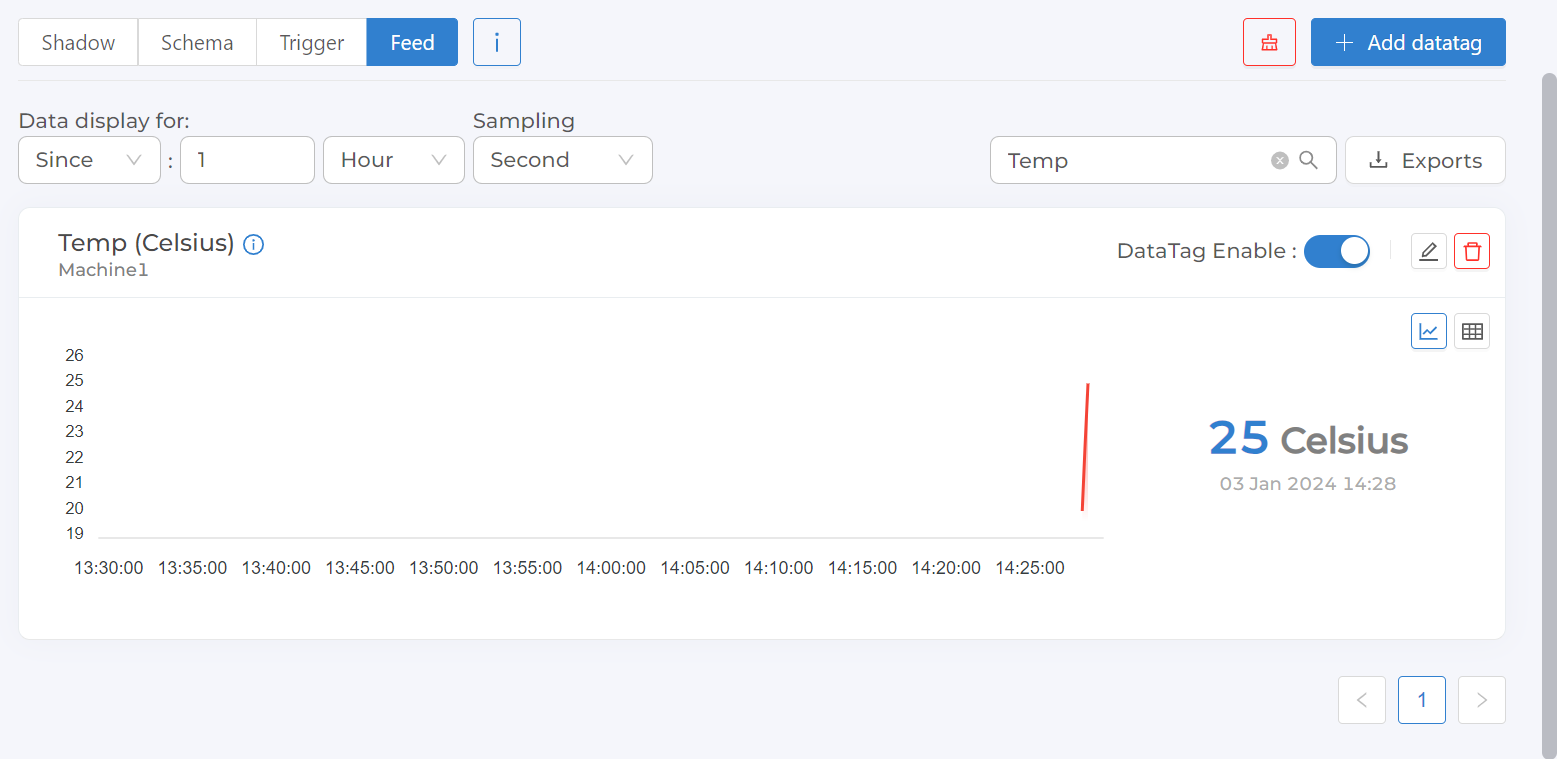 Shadow Schema Trigger Feed i + Add datatag
Data display for: Sampling
Since : 1 Hour Second Temp Exports
Temp (Celsius)
Machine1
DataTag Enable :
26
25
24
23
22
21
20
19
13:30:00 13:35:00 13:40:00 13:45:00 13:50:00 13:55:00 14:00:00 14:05:00 14:10:00 14:15:00 14:20:00 14:25:00
25 Celsius
03 Jan 2024 14:28
< 1 >